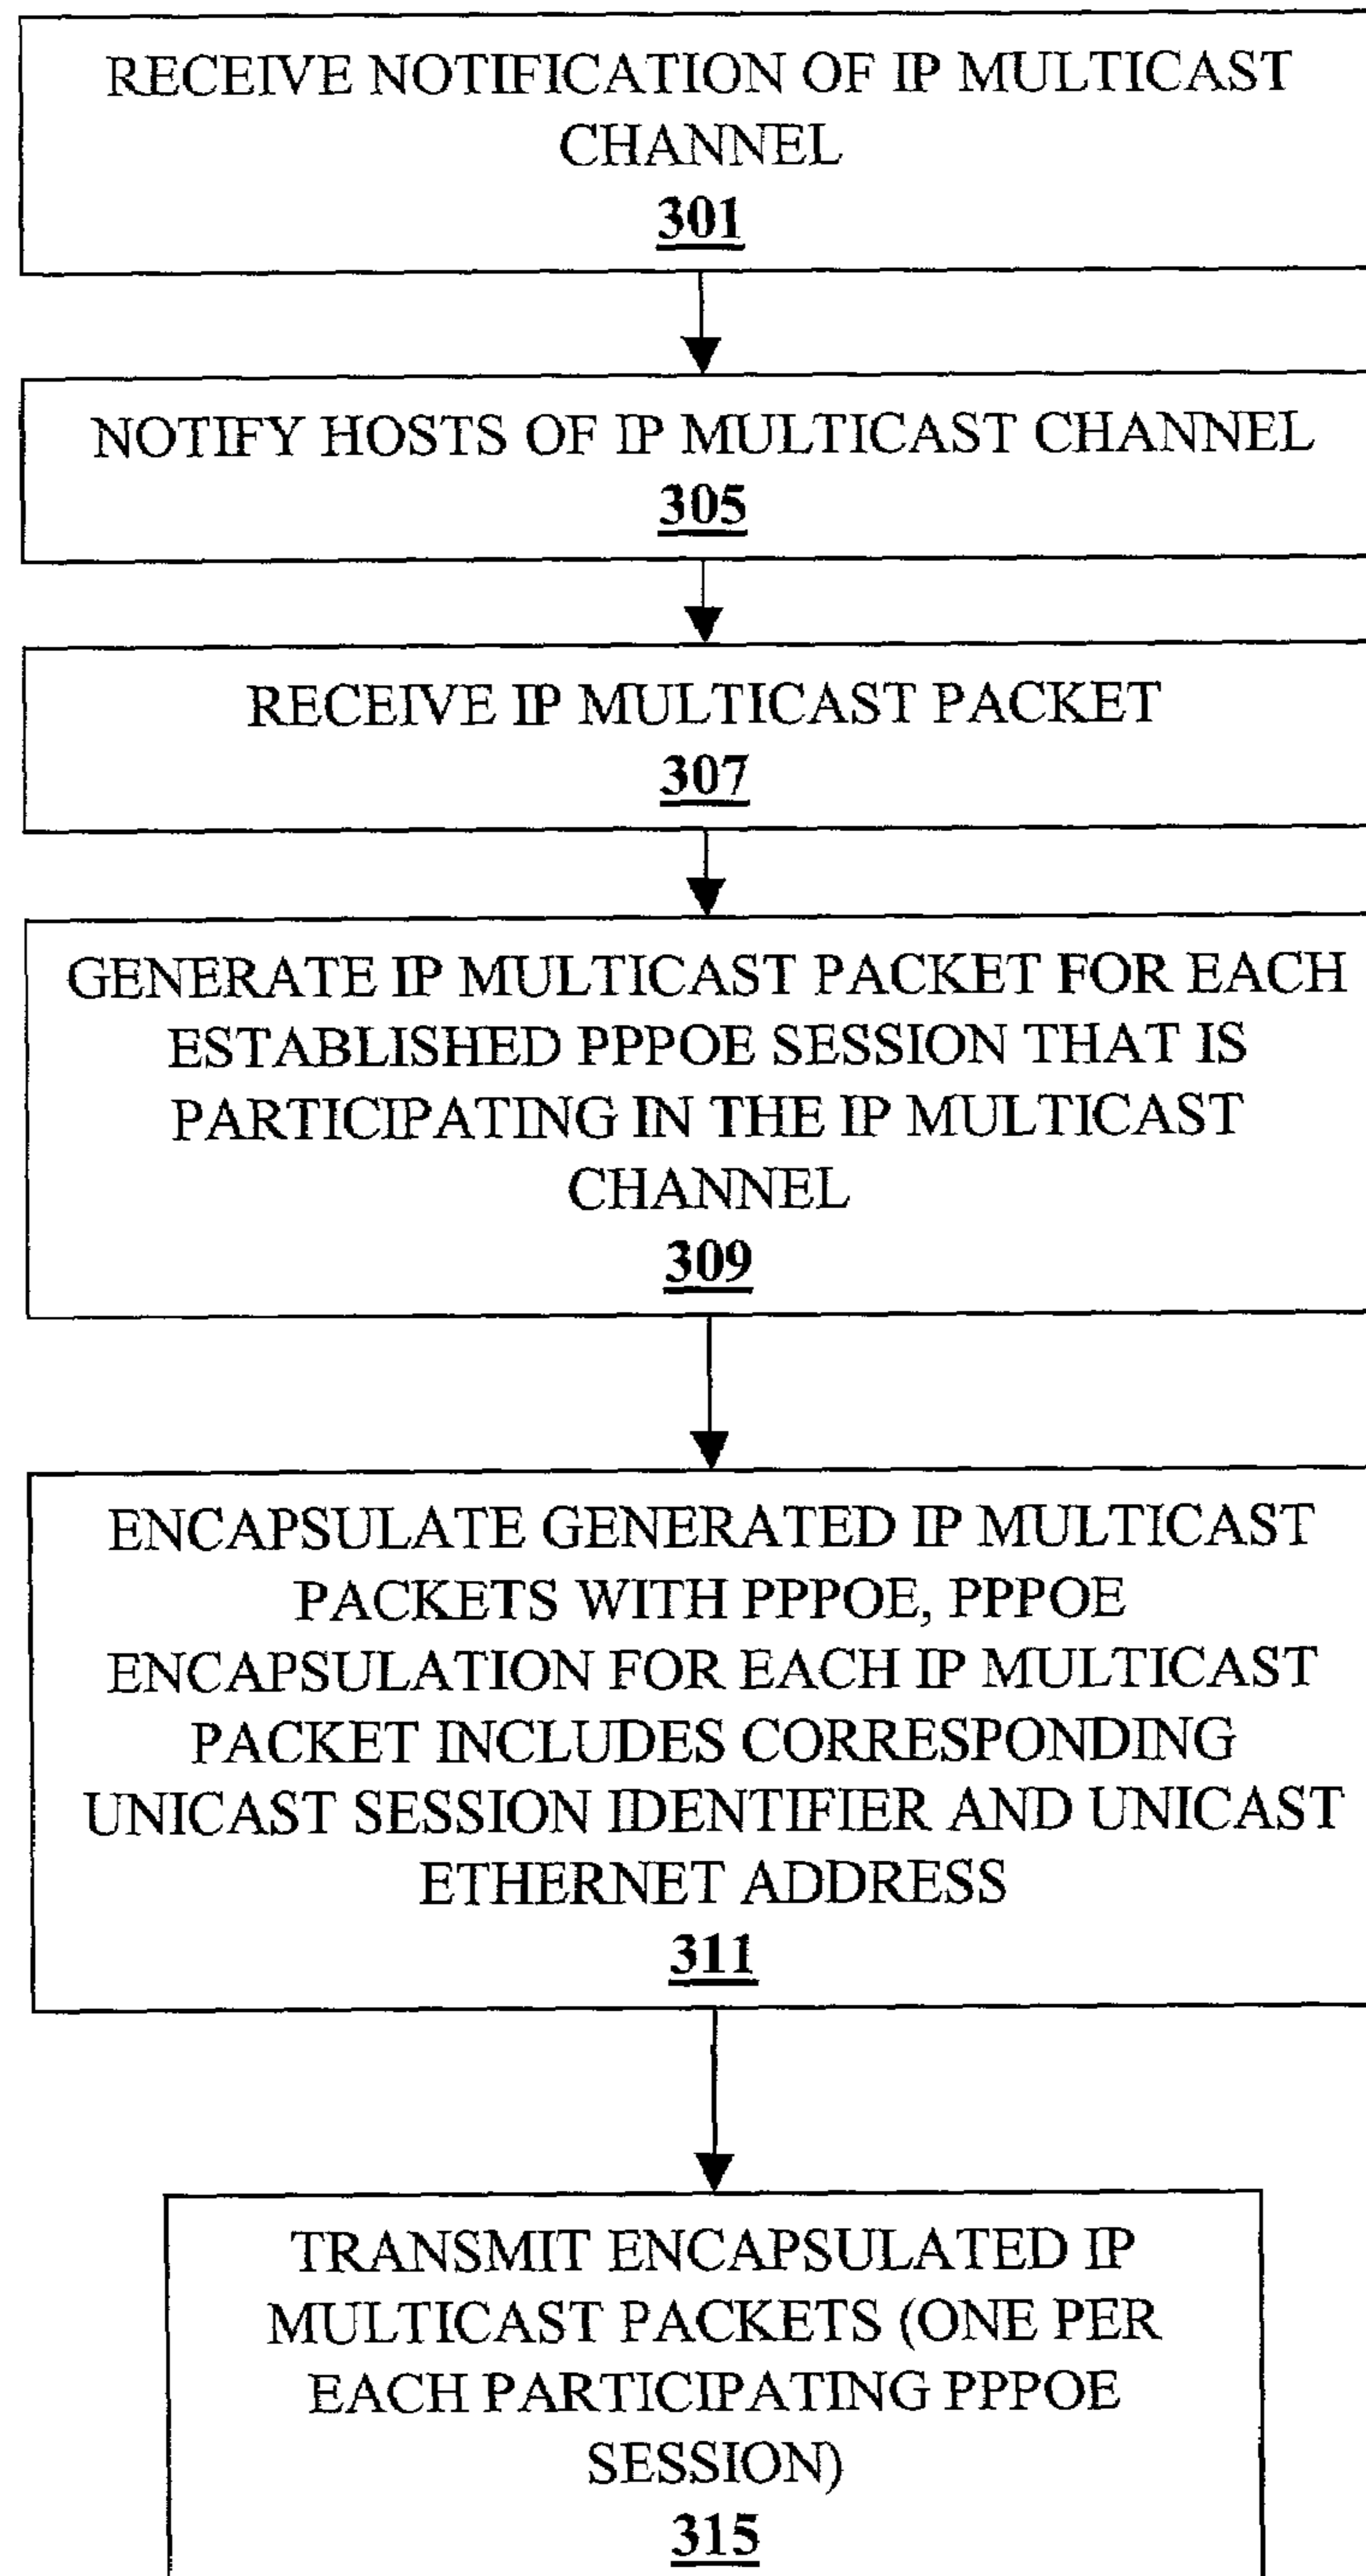 RECEIVE NOTIFICATION OF IP MULTICAST
CHANNEL
301
NOTIFY HOSTS OF IP MULTICAST CHANNEL
305
RECEIVE IP MULTICAST PACKET
307
GENERATE IP MULTICAST PACKET FOR EACH
ESTABLISHED PPPOE SESSION THAT IS
PARTICIPATING IN THE IP MULTICAST
CHANNEL
309
ENCAPSULATE GENERATED IP MULTICAST
PACKETS WITH PPPOE, PPPOE
ENCAPSULATION FOR EACH IP MULTICAST
PACKET INCLUDES CORRESPONDING
UNICAST SESSION IDENTIFIER AND UNICAST
ETHERNET ADDRESS
311
TRANSMIT ENCAPSULATED IP
MULTICAST PACKETS (ONE PER
EACH PARTICIPATING PPPOE
SESSION)
315